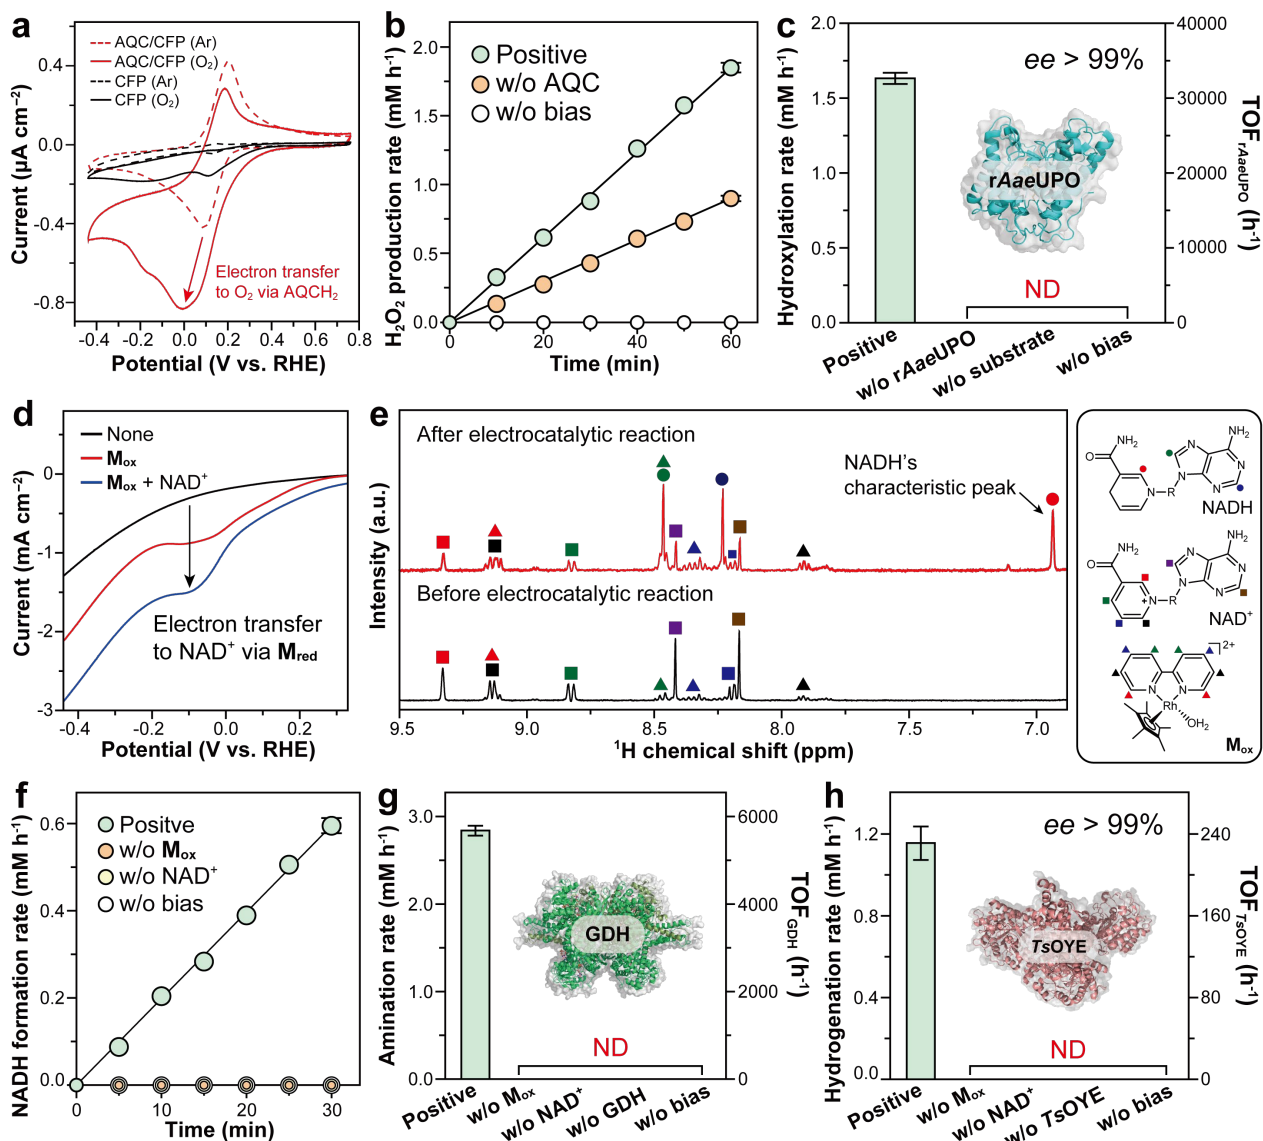 a
AQC/CFP (Ar)
AQC/CFP (O₂)
CFP (Ar)
CFP (O₂)
0.4
0.0
-0.4
-0.8
Current (µA cm⁻²)
Electron transfer
to O₂ via AQCH₂
-0.4 -0.2 0.0 0.2 0.4 0.6 0.8
Potential (V vs. RHE)
b
Positive
w/o AQC
w/o bias
2.0
1.5
1.0
0.5
0.0
H₂O₂ production rate (mM h⁻¹)
0 20 40 60
Time (min)
c
ee > 99%
2.0
1.5
1.0
0.5
0.0
Hydroxylation rate (mM h⁻¹)
rAaeUPO
ND
40000
30000
20000
10000
0
TOF rAaeUPO (h⁻¹)
Positive
w/o rAaeUPO
w/o substrate
w/o bias
d
None
Mox
Mox + NAD⁺
0
-1
-2
-3
Current (mA cm⁻²)
Electron transfer
to NAD⁺ via Mred
-0.4 -0.2 0.0 0.2
Potential (V vs. RHE)
e
After electrocatalytic reaction
NADH's
characteristic peak
Before electrocatalytic reaction
Intensity (a.u.)
9.5 9.0 8.5 8.0 7.5 7.0
¹H chemical shift (ppm)
NH₂
NH₂
O
N
N
N
N
N
R
NADH
NH₂
NH₂
O
N
N
N
N
N
+
R
NAD⁺
2+
N
N
Rh
OH₂
Mox
f
Positve
w/o Mox
w/o NAD⁺
w/o bias
0.6
0.4
0.2
0.0
NADH formation rate (mM h⁻¹)
0 10 20 30
Time (min)
g
3.0
2.0
1.0
0.0
Amination rate (mM h⁻¹)
GDH
ND
6000
4000
2000
0
TOF GDH (h⁻¹)
Positive
w/o Mox
w/o NAD⁺
w/o GDH
w/o bias
h
ee > 99%
1.2
0.8
0.4
0.0
Hydrogenation rate (mM h⁻¹)
TsOYE
ND
240
160
80
0
TOF TsOYE (h⁻¹)
Positive
w/o Mox
w/o NAD⁺
w/o TsOYE
w/o bias